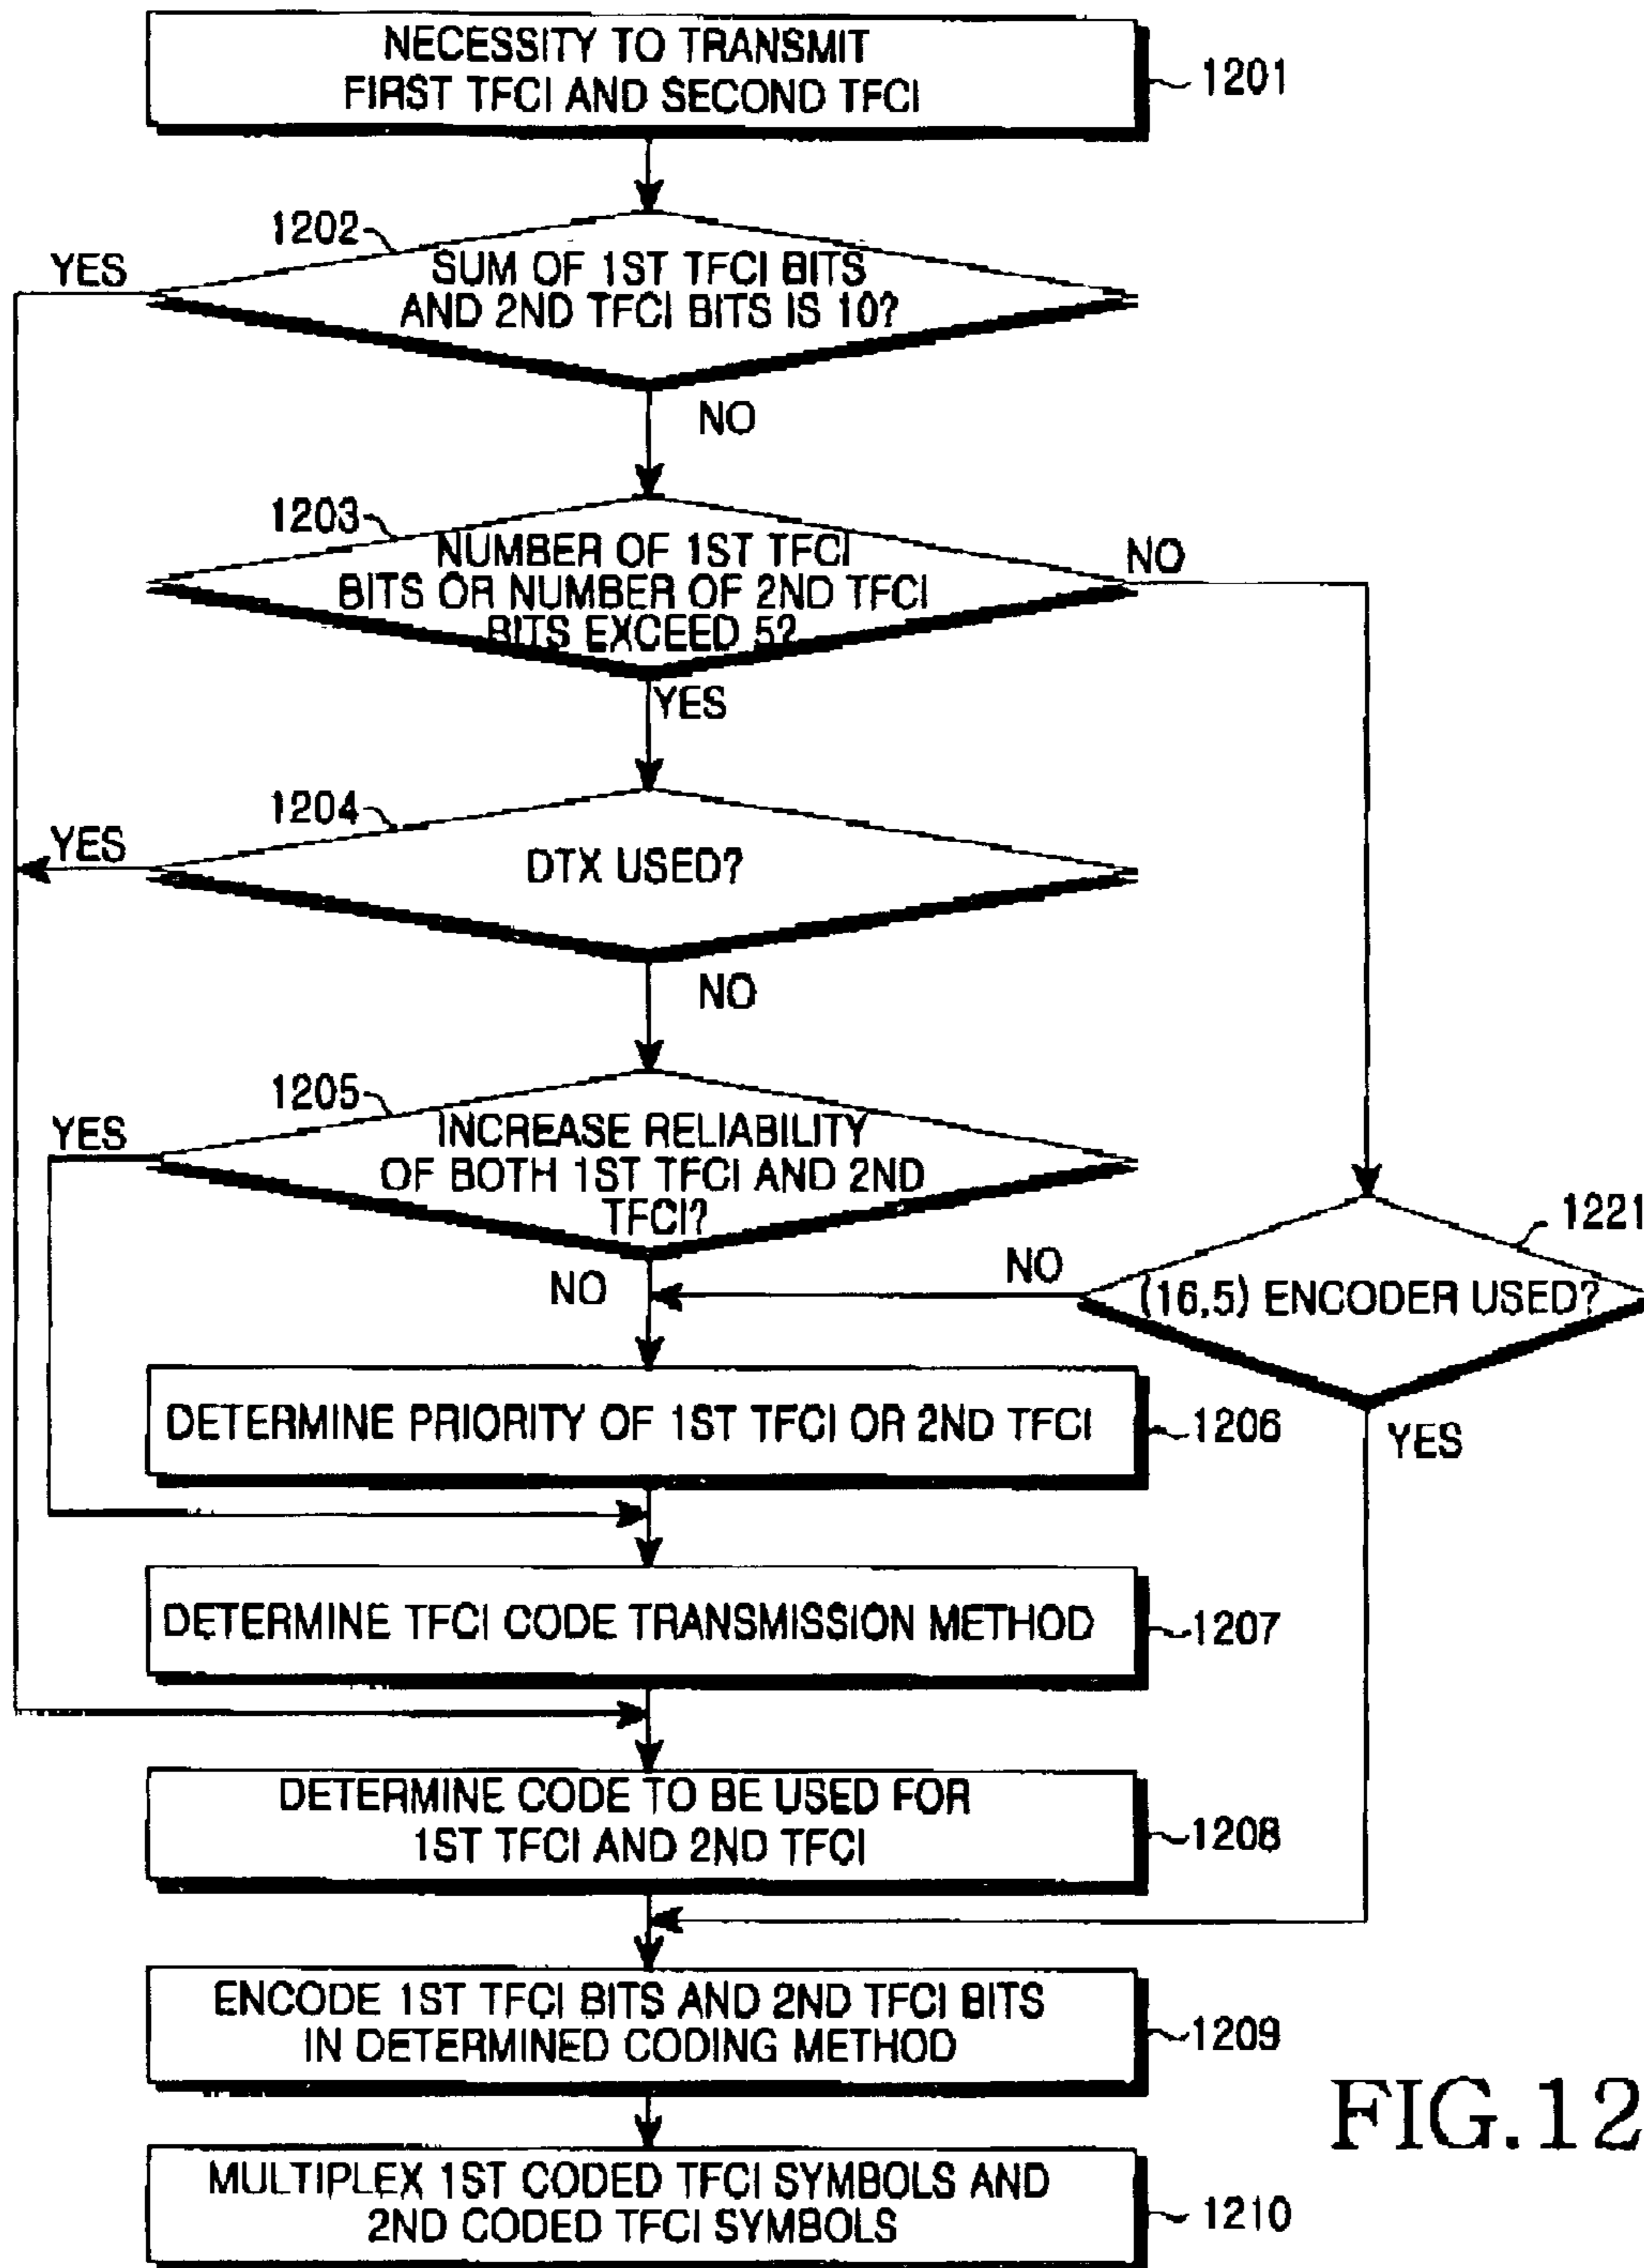 NECESSITY TO TRANSMIT
FIRST TFCI AND SECOND TFCI
1201
1202
YES
SUM OF 1ST TFCI BITS
AND 2ND TFCI BITS IS 10?
NO
1203
NUMBER OF 1ST TFCI
BITS OR NUMBER OF 2ND TFCI
BITS EXCEED 5?
NO
YES
1204
YES
DTX USED?
NO
1205
YES
INCREASE RELIABILITY
OF BOTH 1ST TFCI AND 2ND
TFCI?
NO
1221
NO
(16,5) ENCODER USED?
YES
DETERMINE PRIORITY OF 1ST TFCI OR 2ND TFCI
1206
DETERMINE TFCI CODE TRANSMISSION METHOD
1207
DETERMINE CODE TO BE USED FOR
1ST TFCI AND 2ND TFCI
1208
ENCODE 1ST TFCI BITS AND 2ND TFCI BITS
IN DETERMINED CODING METHOD
1209
MULTIPLEX 1ST CODED TFCI SYMBOLS AND
2ND CODED TFCI SYMBOLS
1210
FIG.12